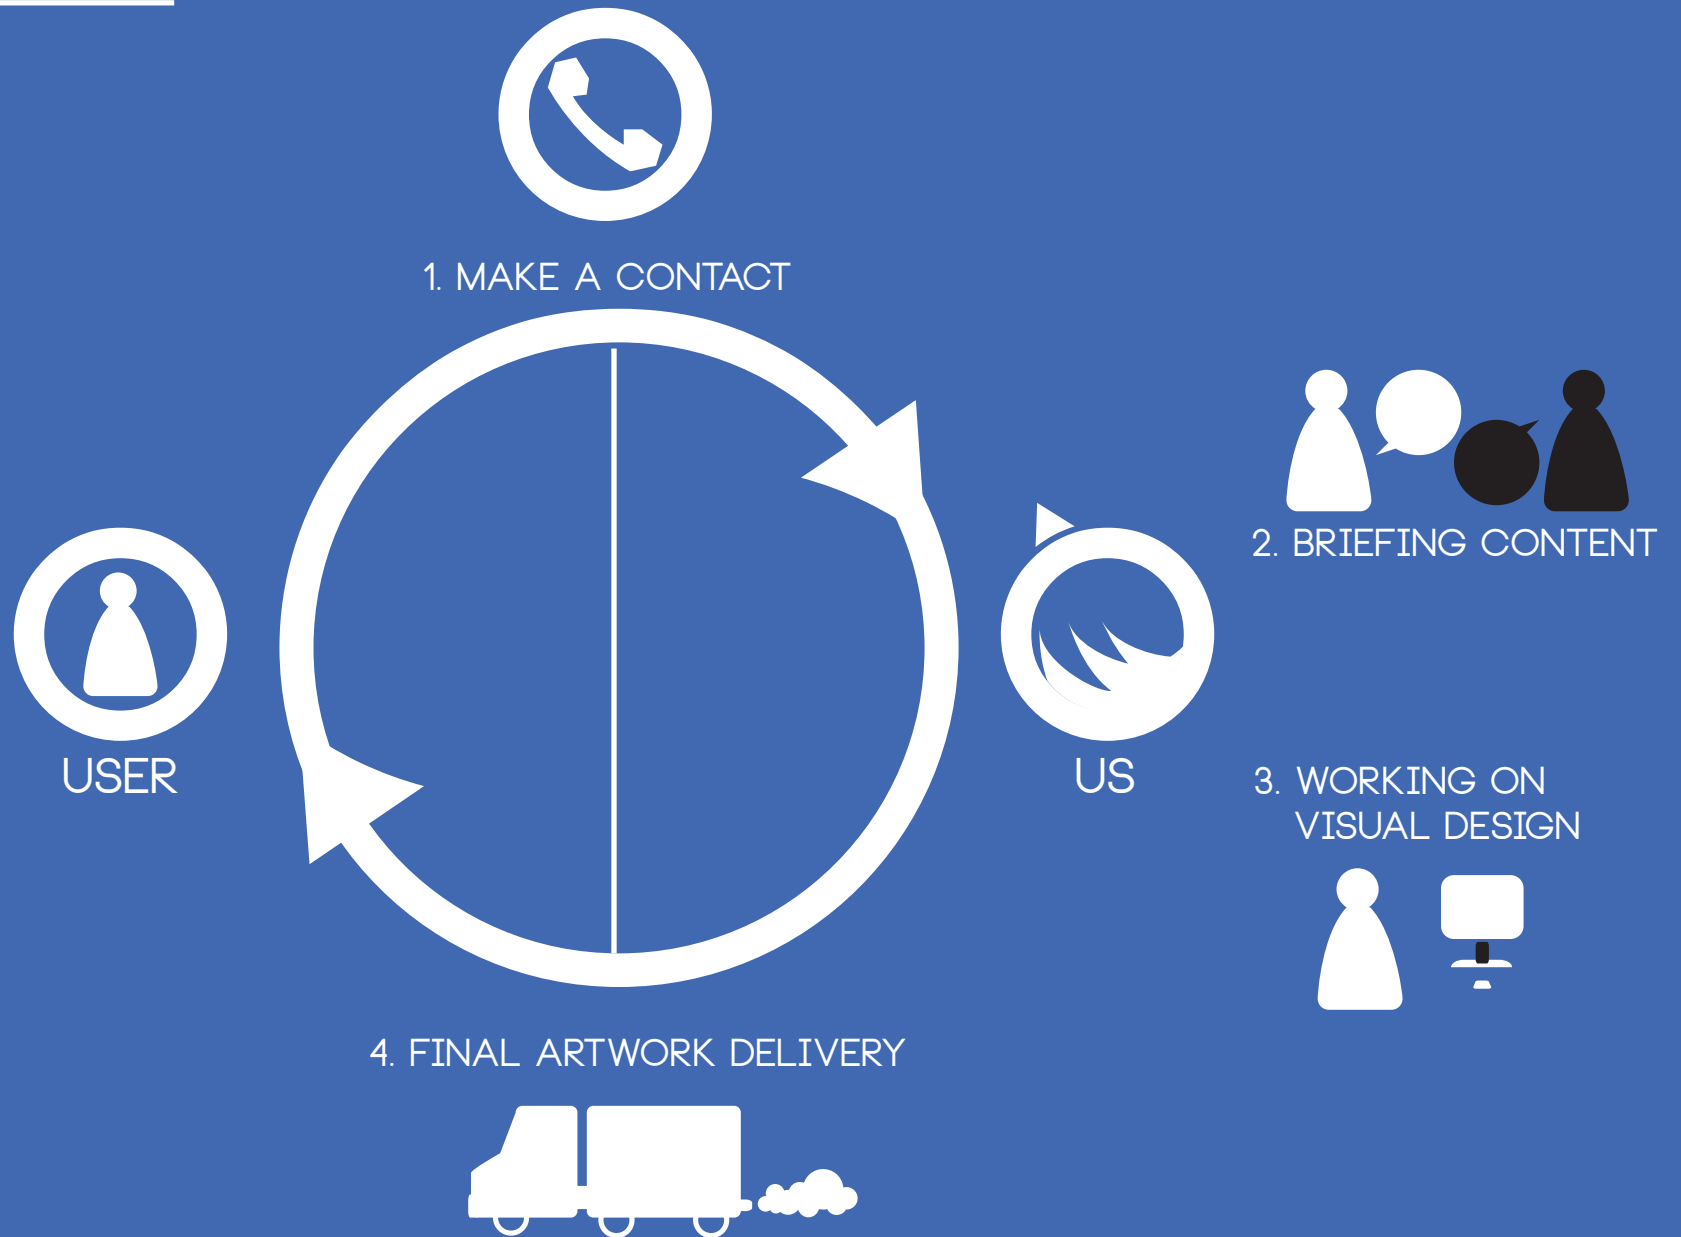 1. MAKE A CONTACT
2. BRIEFING CONTENT
USER
US
3. WORKING ON
VISUAL DESIGN
4. FINAL ARTWORK DELIVERY